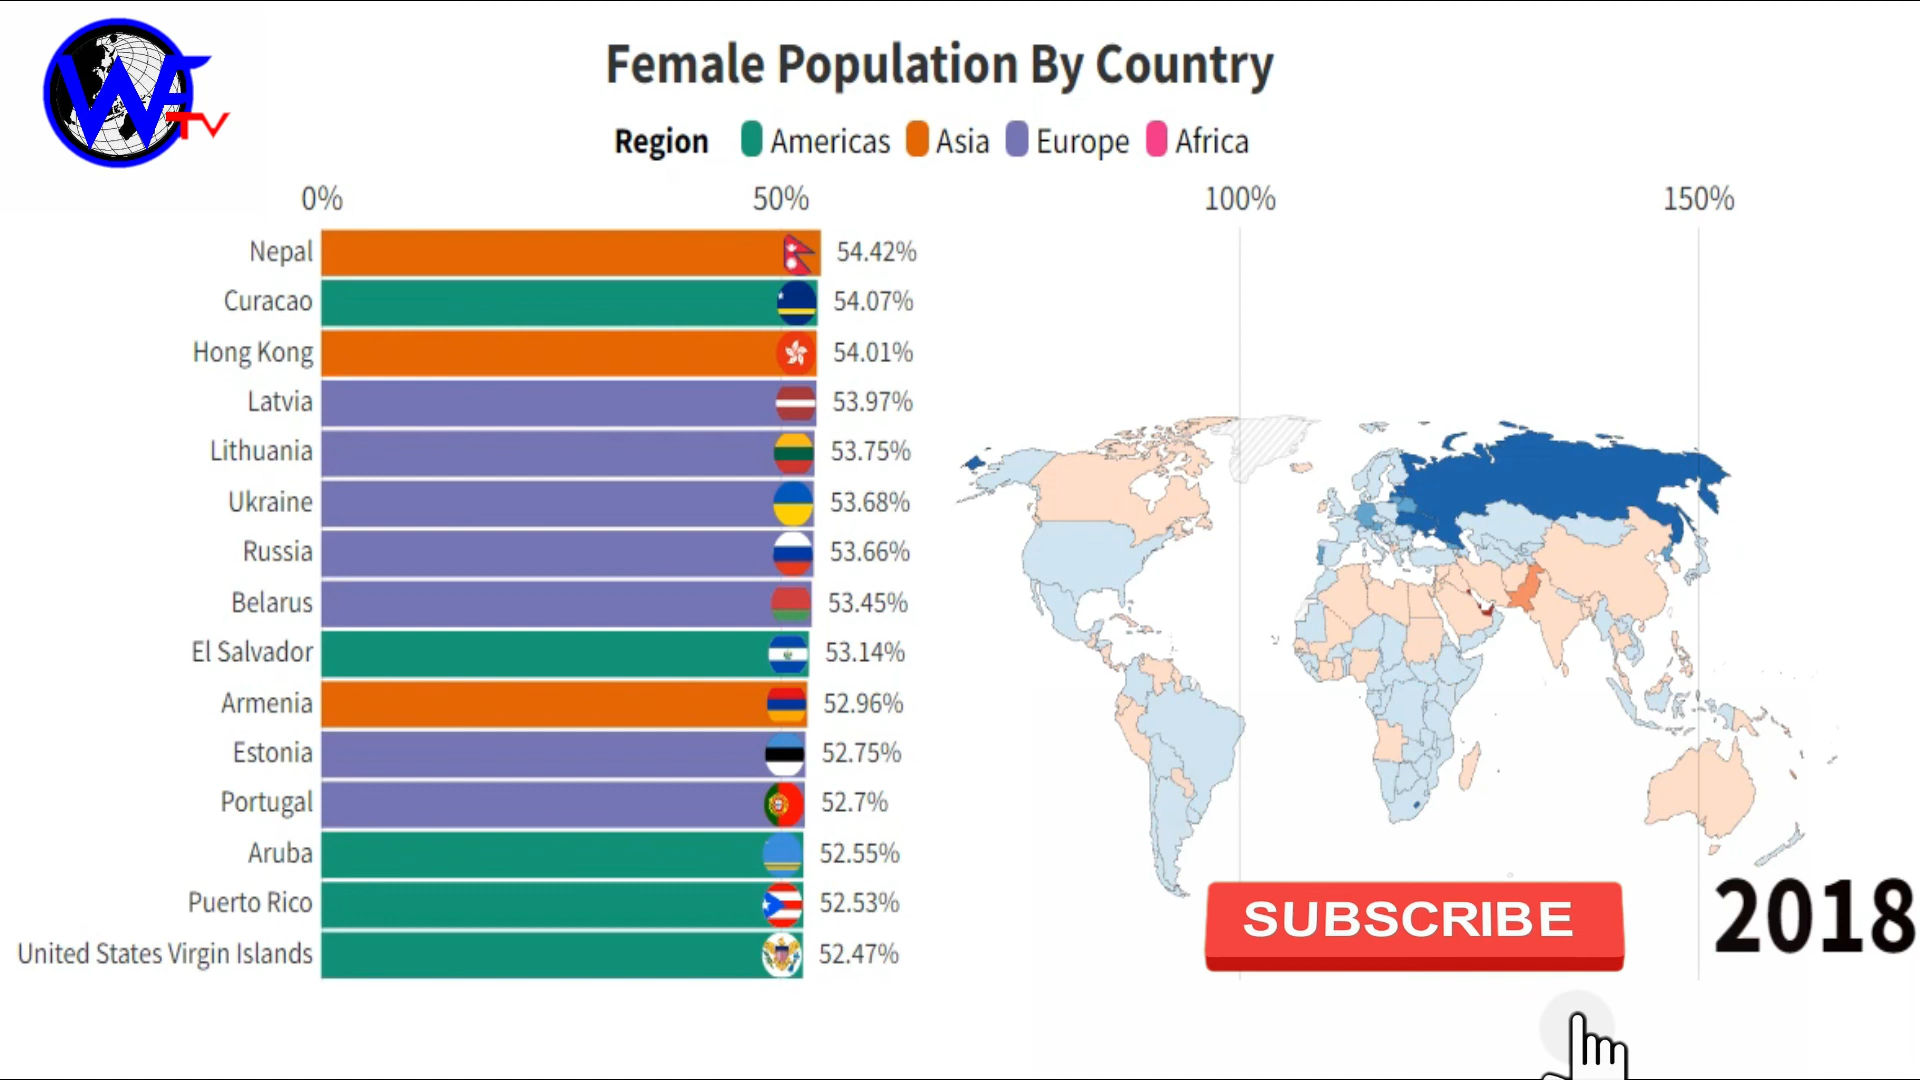 WF TV
Female Population By Country
Region Americas Asia Europe Africa
0% 50% 100% 150%
Nepal 54.42%
Curacao 54.07%
Hong Kong 54.01%
Latvia 53.97%
Lithuania 53.75%
Ukraine 53.68%
Russia 53.66%
Belarus 53.45%
El Salvador 53.14%
Armenia 52.96%
Estonia 52.75%
Portugal 52.7%
Aruba 52.55%
Puerto Rico 52.53%
United States Virgin Islands 52.47%
SUBSCRIBE
2018